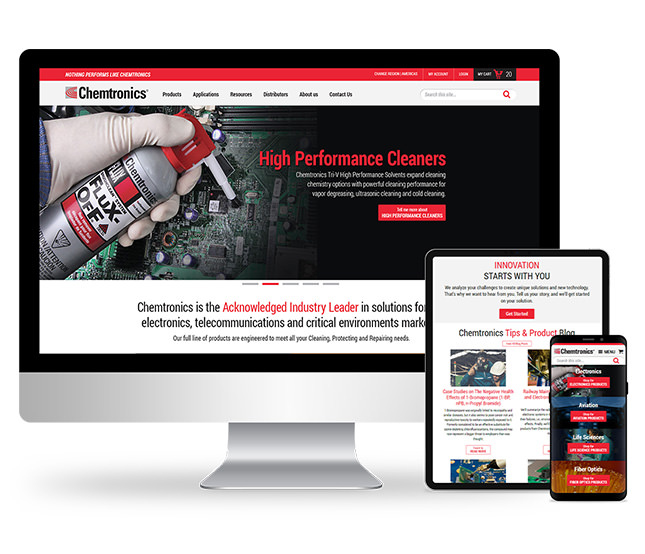 NOTHING PERFORMS LIKE CHEMTRONICS
CHANGE REGION | AMERICAS
MY ACCOUNT
LOGIN
MY CART
20
Chemtronics®
Products
Applications
Resources
Distributors
About us
Contact Us
Search this site...
Chemtronics
FLUX-OFF
High Performance Cleaners
Chemtronics Tri-V High Performance Solvents expand cleaning
chemistry options with powerful cleaning performance for
vapor degreasing, ultrasonic cleaning and cold cleaning.
Tell me more about
HIGH PERFORMANCE CLEANERS
Chemtronics is the Acknowledged Industry Leader in solutions for
electronics, telecommunications and critical environments mark
Our full line of products are engineered to meet all your Cleaning, Protecting and Repairing needs.
INNOVATION
STARTS WITH YOU
We analyze your challenges to create unique solutions and new technology.
That's why we want to hear from you. Tell us your story and we'll get started
on your solution.
Get Started
Chemtronics Tips & Product Blog
Case Studies on The Negative Health
Effects of 1-Bromopropane (1-BP,
nPB, n-Propyl Bromide)
READ MORE
Chemtronics
MENU
Search this site...
Electronics
Shop for
ELECTRONICS PRODUCTS
Aviation
Shop for
AVIATION PRODUCTS
Life Sciences
Shop for
LIFE SCIENCE PRODUCTS
Fiber Optics
Shop for
FIBER OPTICS PRODUCTS